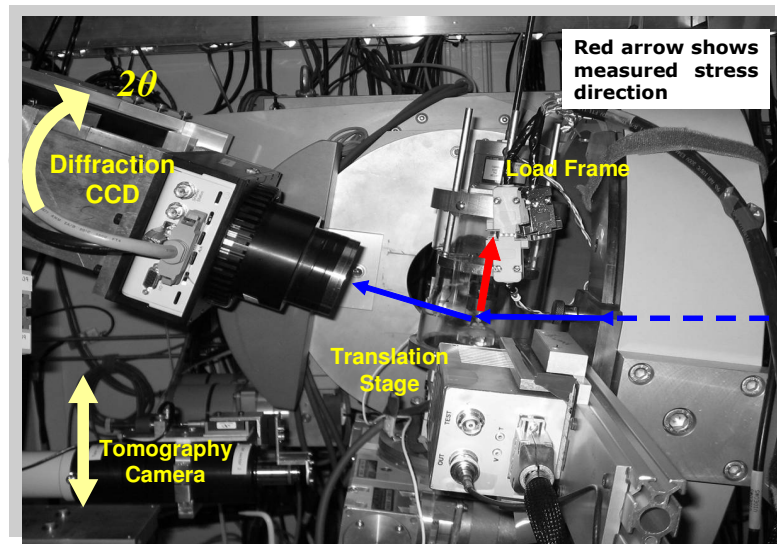 Red arrow shows
measured stress
direction
2θ
Diffraction
CCD
Load Frame
Translation
Stage
TEST
OUT
T
V
Tomography
Camera